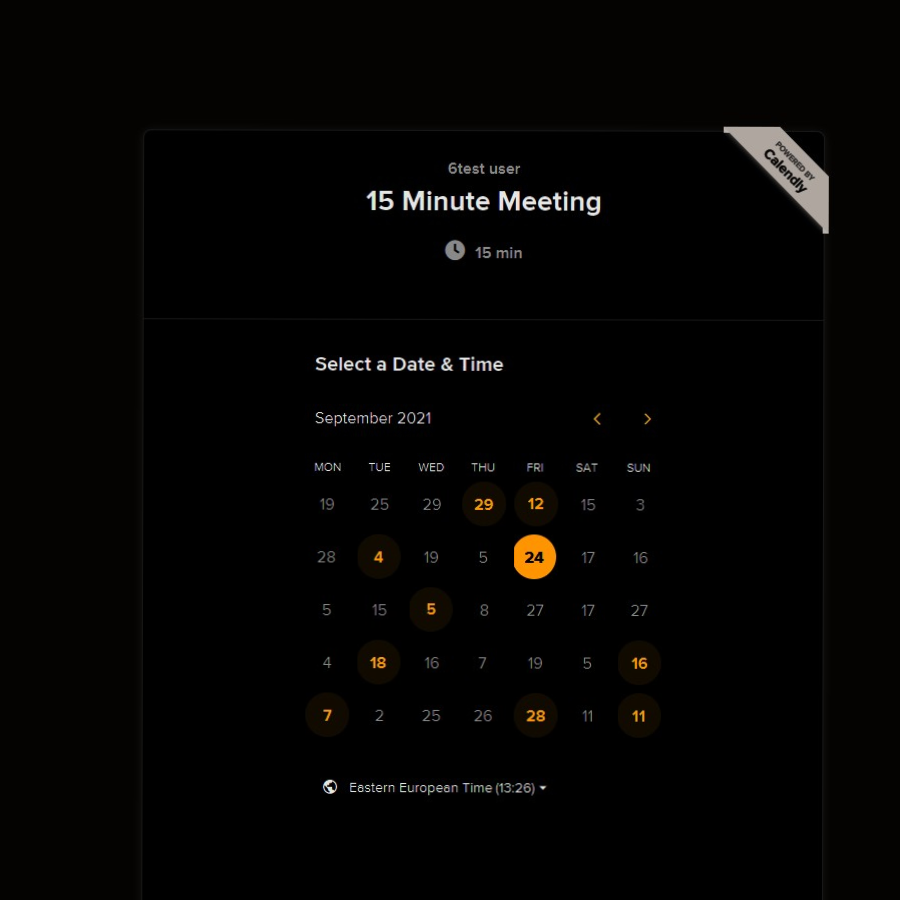 POWERED BY
Calendly
6test user
15 Minute Meeting
15 min
Select a Date & Time
September 2021
MON TUE WED THU FRI SAT SUN
19 25 29 29 12 15 3
28 4 19 5 24 17 16
5 15 5 8 27 17 27
4 18 16 7 19 5 16
7 2 25 26 28 11 11
Eastern European Time (13:26)